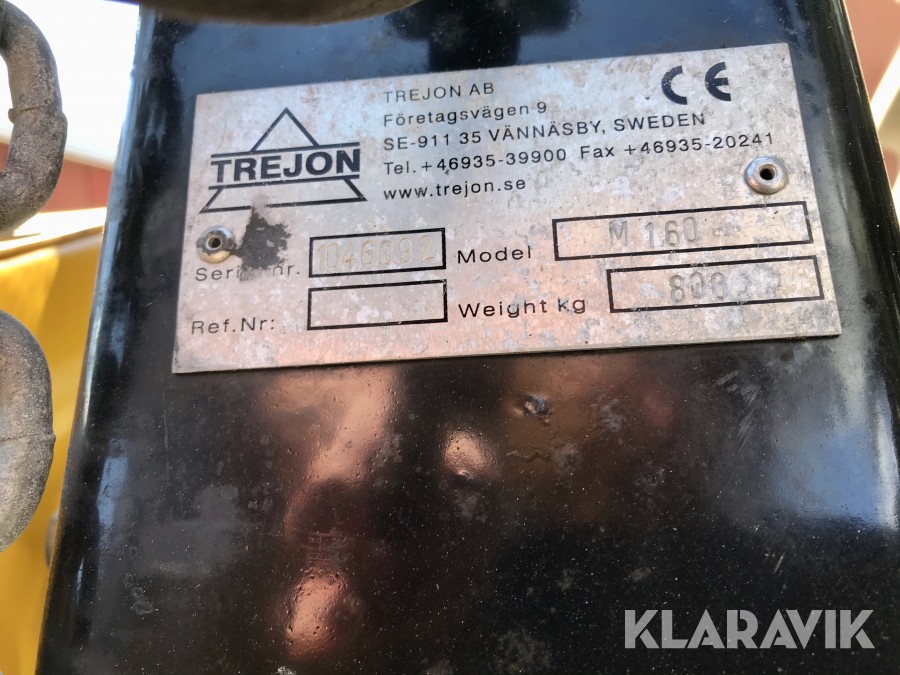 TREJON
TREJON AB
Företagsvägen 9
SE-911 35 VÄNNÄSBY, SWEDEN
Tel. +46935-39900 Fax +46935-20241
www.trejon.se
CE
Model M 160
Ref.Nr:
Weight kg
KLARAVIK